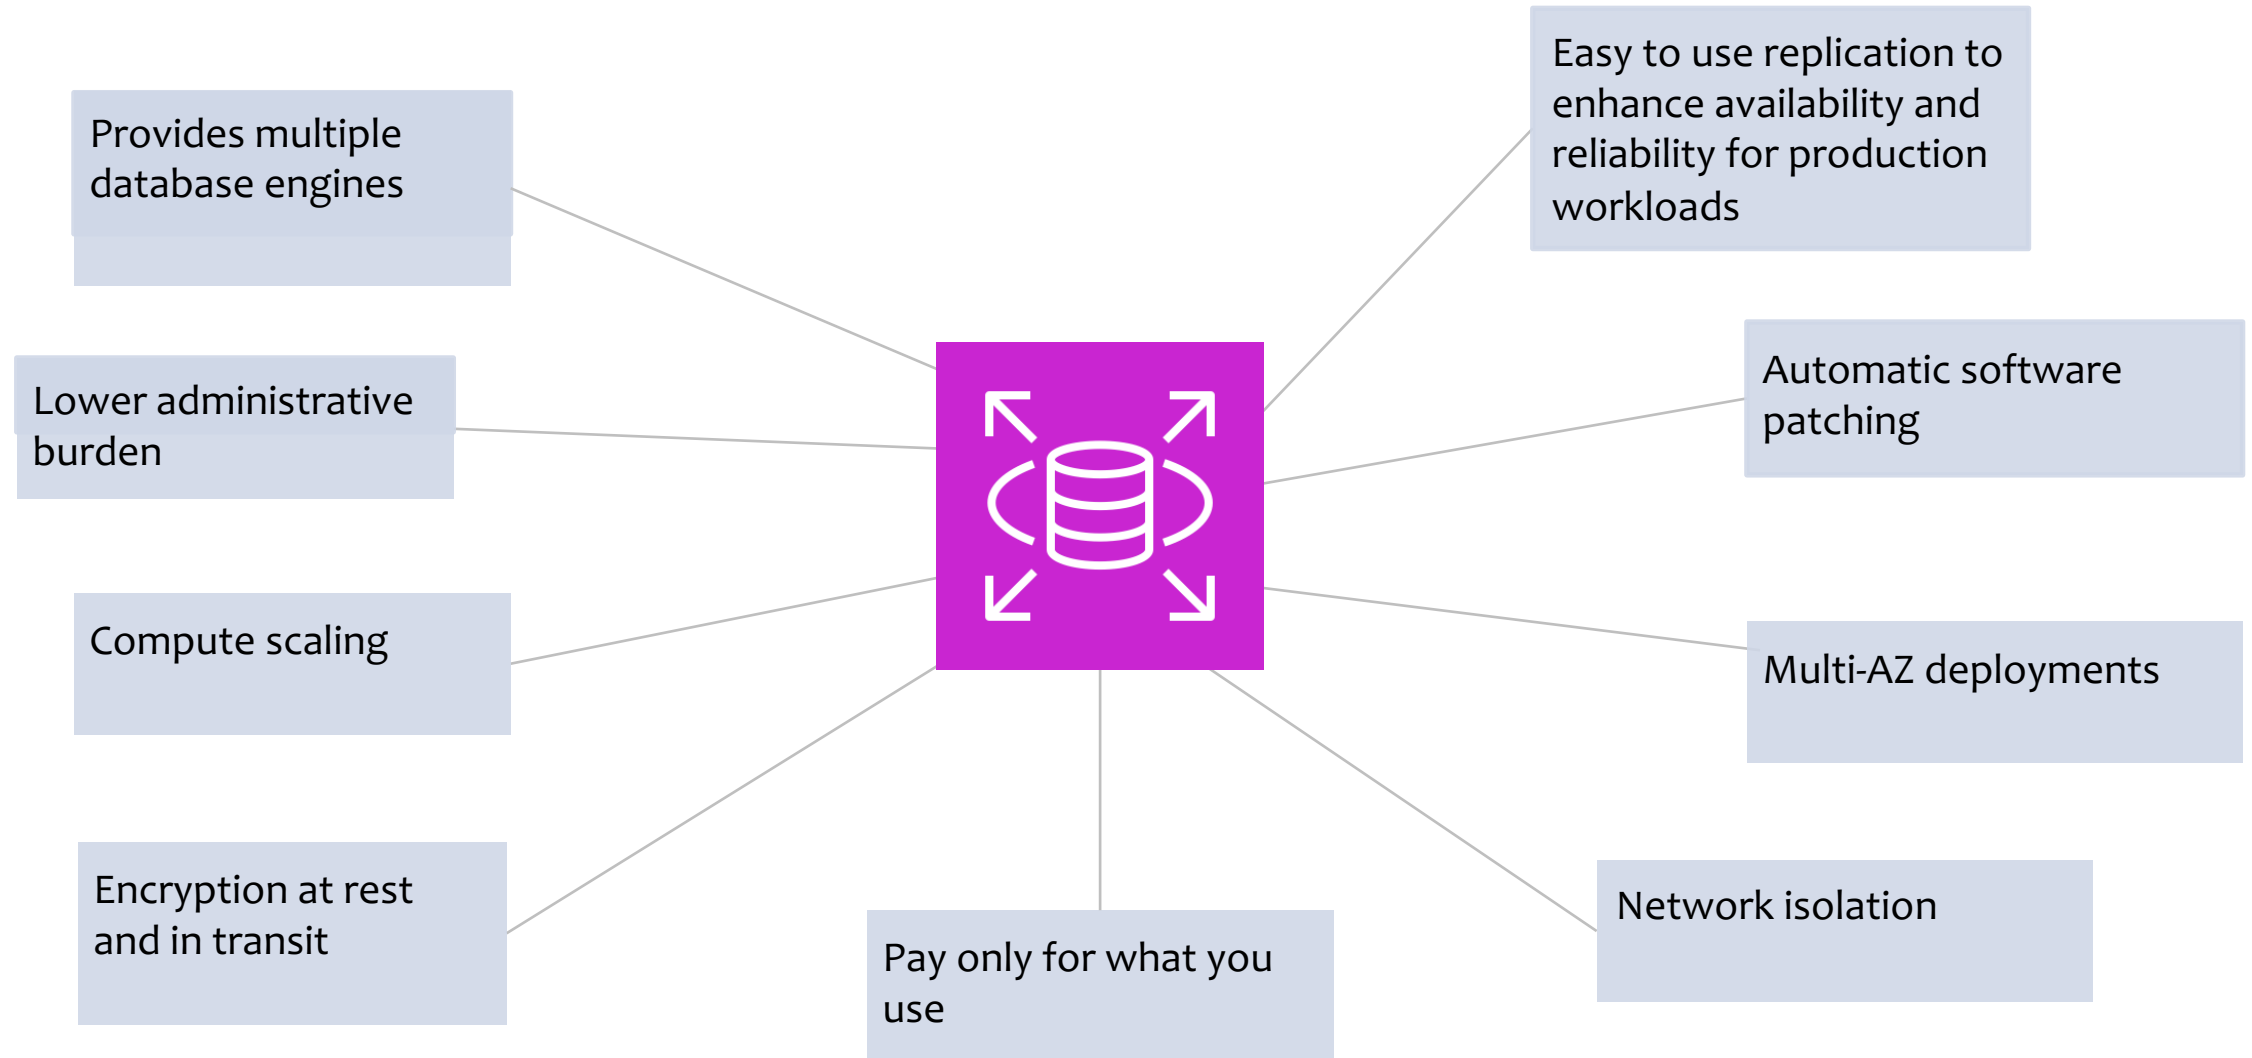 Provides multiple
database engines
Easy to use replication to
enhance availability and
reliability for production
workloads
Lower administrative
burden
Automatic software
patching
Compute scaling
Multi-AZ deployments
Encryption at rest
and in transit
Pay only for what you
use
Network isolation